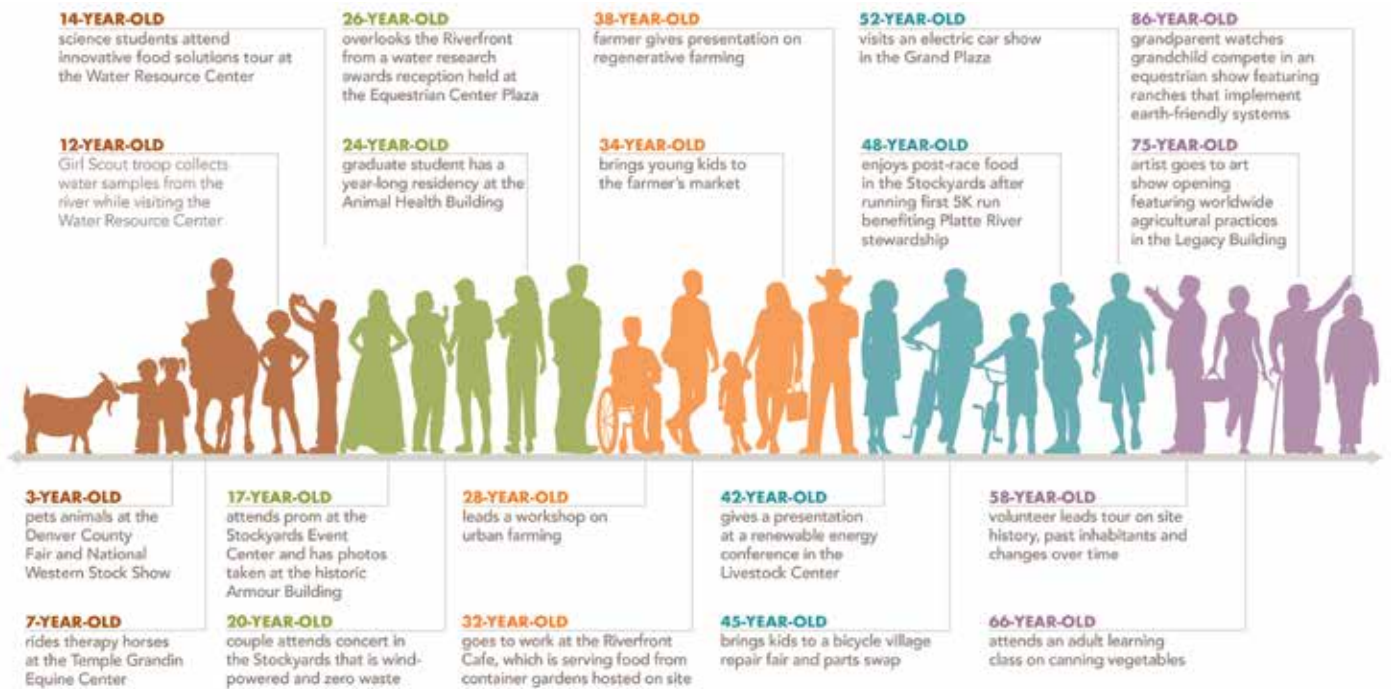 14-YEAR-OLD
science students attend
innovative food solutions tour at
the Water Resource Center
26-YEAR-OLD
overlooks the Riverfront
from a water research
awards reception held at
the Equestrian Center Plaza
38-YEAR-OLD
farmer gives presentation on
regenerative farming
52-YEAR-OLD
visits an electric car show
in the Grand Plaza
86-YEAR-OLD
grandparent watches
grandchild compete in an
equestrian show featuring
ranches that implement
earth-friendly systems
12-YEAR-OLD
Girl Scout troop collects
water samples from the
river while visiting the
Water Resource Center
24-YEAR-OLD
graduate student has a
year-long residency at the
Animal Health Building
34-YEAR-OLD
brings young kids to
the farmer's market
48-YEAR-OLD
enjoys post-race food
in the Stockyards after
running first 5K run
benefiting Platte River
stewardship
75-YEAR-OLD
artist goes to art
show opening
featuring worldwide
agricultural practices
in the Legacy Building
3-YEAR-OLD
pets animals at the
Denver County
Fair and National
Western Stock Show
17-YEAR-OLD
attends prom at the
Stockyards Event
Center and has photos
taken at the historic
Armour Building
28-YEAR-OLD
leads a workshop on
urban farming
42-YEAR-OLD
gives a presentation
at a renewable energy
conference in the
Livestock Center
58-YEAR-OLD
volunteer leads tour on site
history, past inhabitants and
changes over time
7-YEAR-OLD
rides therapy horses
at the Temple Grandin
Equine Center
20-YEAR-OLD
couple attends concert in
the Stockyards that is wind-
powered and zero waste
32-YEAR-OLD
goes to work at the Riverfront
Cafe, which is serving food from
container gardens hosted on site
45-YEAR-OLD
brings kids to a bicycle village
repair fair and parts swap
66-YEAR-OLD
attends an adult learning
class on canning vegetables